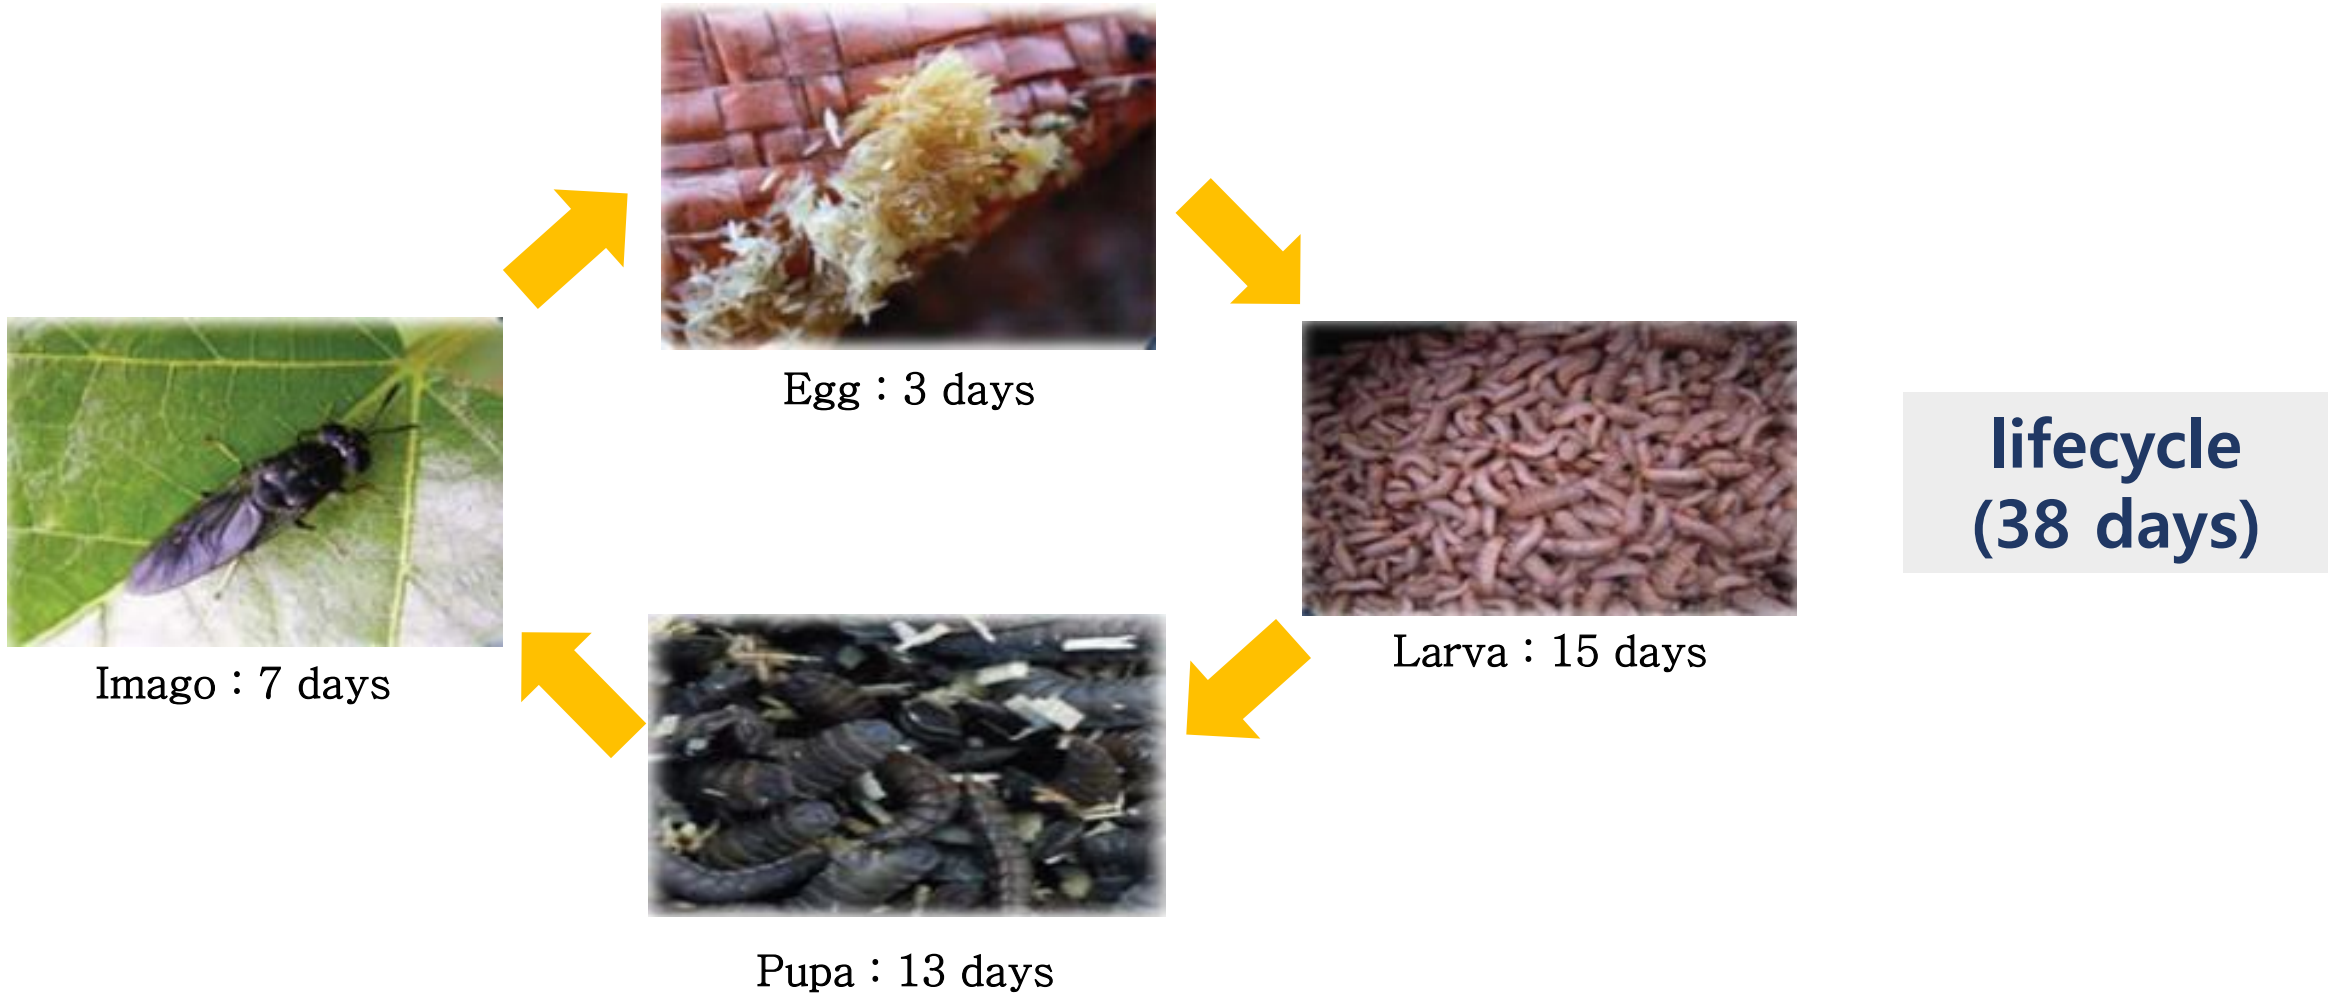 Egg : 3 days
Larva : 15 days
Pupa : 13 days
Imago : 7 days
lifecycle
(38 days)